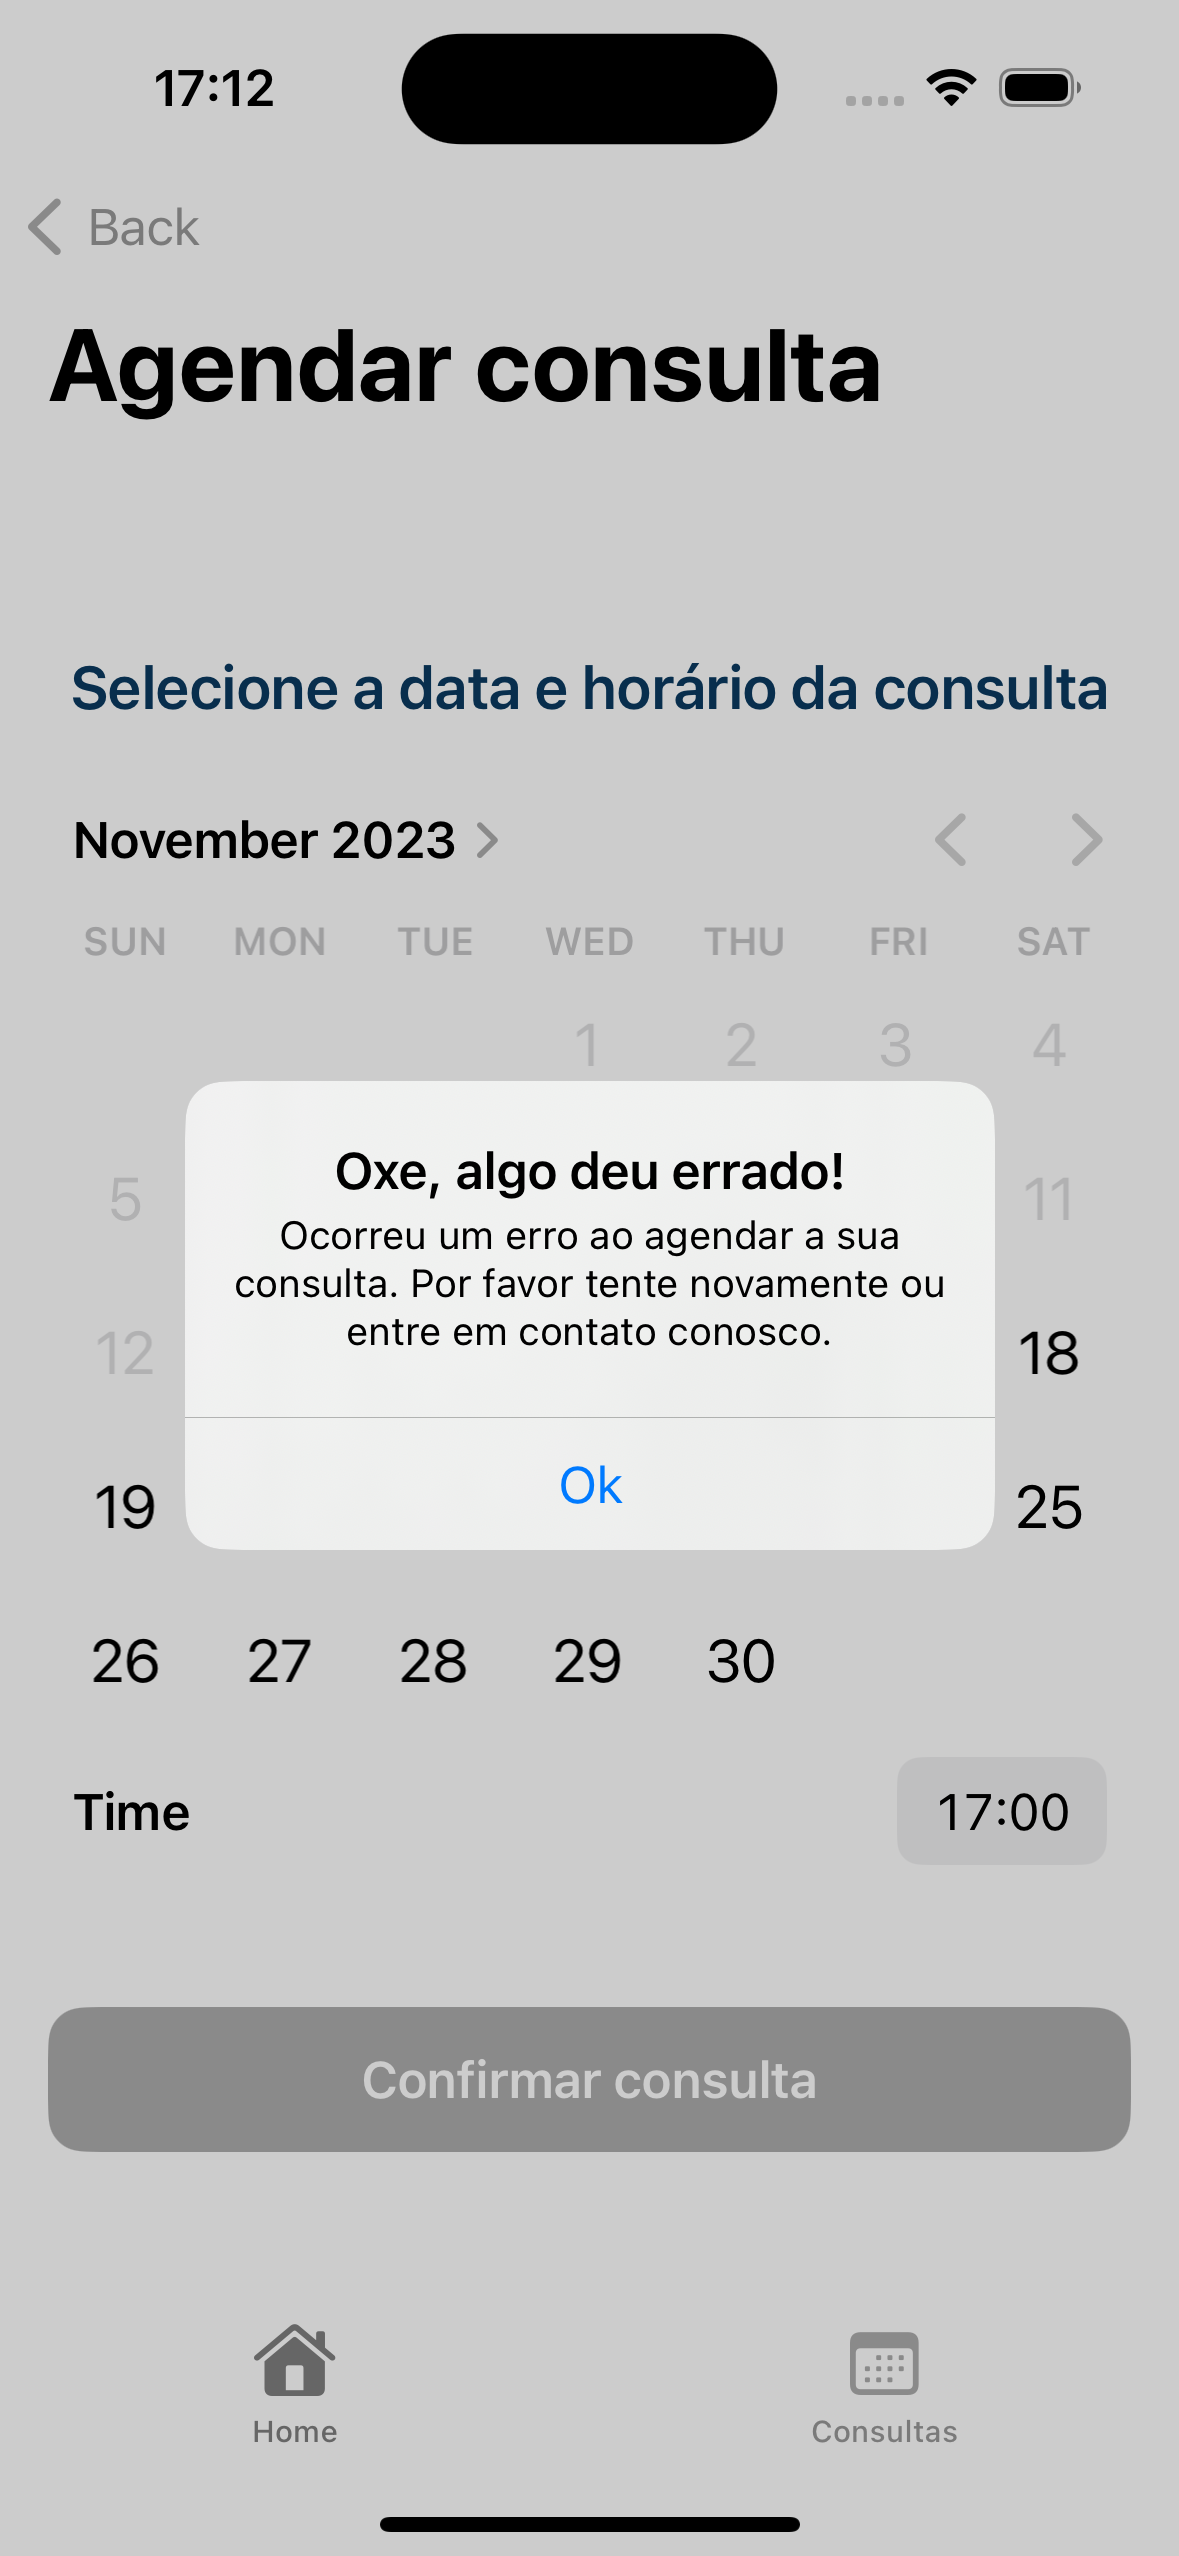 17:12
Back
Agendar consulta
Selecione a data e horário da consulta
November 2023
SUN MON TUE WED THU FRI SAT
1 2 3 4
Oxe, algo deu errado!
5 11
Ocorreu um erro ao agendar a sua
consulta. Por favor tente novamente ou
entre em contato conosco.
12 18
Ok
19 25
26 27 28 29 30
Time 17:00
Confirmar consulta
Home Consultas